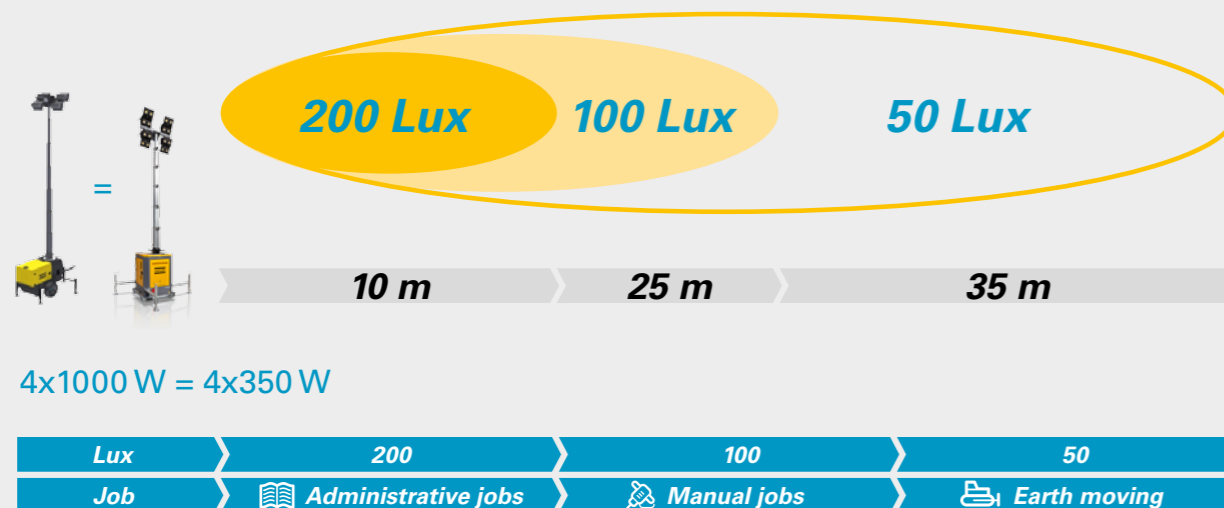 200 Lux 100 Lux 50 Lux
=
10 m 25 m 35 m
4x1000 W = 4x350 W
Lux 200 100 50
Job Administrative jobs Manual jobs Earth moving